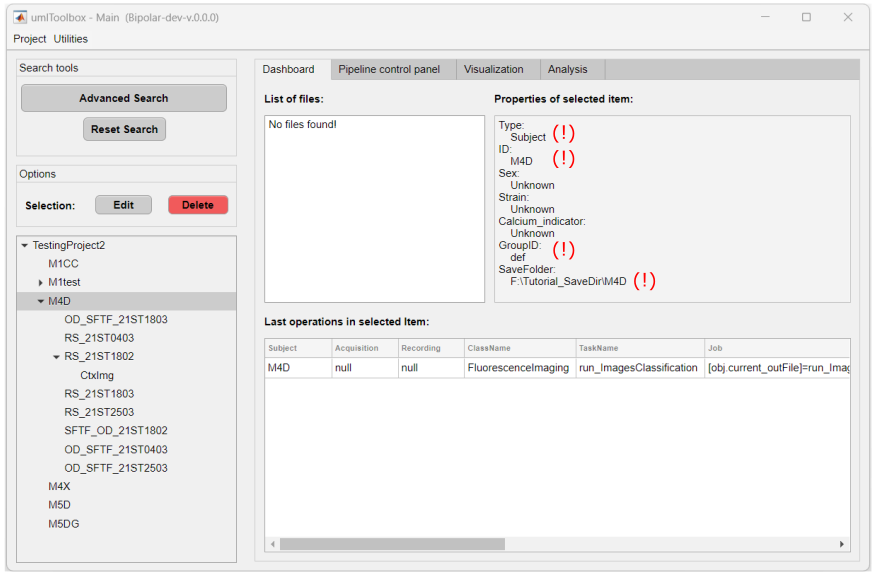 umIToolbox - Main (Bipolar-dev-v.0.0.0)
Project Utilities
Search tools
Advanced Search
Reset Search
Options
Selection: Edit Delete
TestingProject2
M1CC
M1test
M4D
OD_SFTF_21ST1803
RS_21ST0403
RS_21ST1802
CtxImg
RS_21ST1803
RS_21ST2503
SFTF_OD_21ST1802
OD_SFTF_21ST0403
OD_SFTF_21ST2503
M4X
M5D
M5DG
Dashboard Pipeline control panel Visualization Analysis
List of files:
No files found!
Properties of selected item:
Type:
Subject (!)
ID:
M4D (!)
Sex:
Unknown
Strain:
Unknown
Calcium_indicator:
Unknown
GroupID:
def (!)
SaveFolder:
F:\Tutorial_SaveDir\M4D (!)
Last operations in selected Item:
Subject Acquisition Recording ClassName TaskName Job
M4D null null FluorescenceImaging run_ImagesClassification [obj.current_outFile]=run_Imag